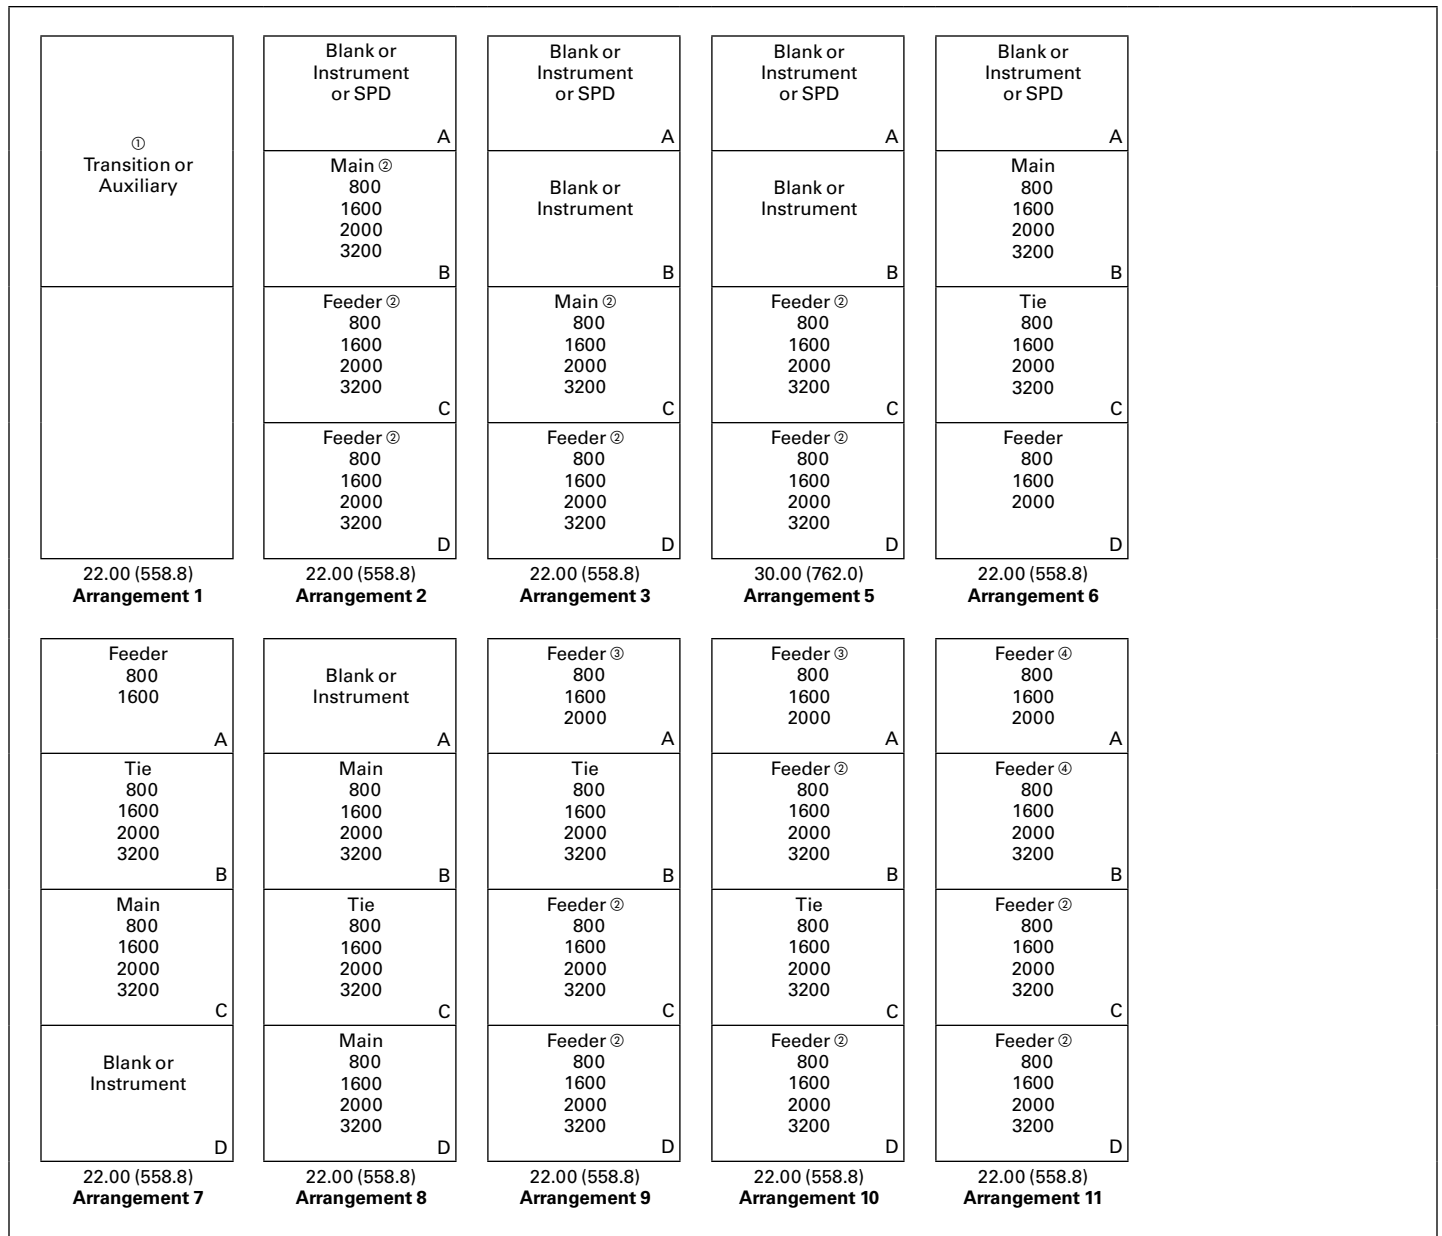 ①
Transition or
Auxiliary
22.00 (558.8)
Arrangement 1
Blank or
Instrument
or SPD
A
Main ②
800
1600
2000
3200
B
Feeder ②
800
1600
2000
3200
C
Feeder ②
800
1600
2000
3200
D
22.00 (558.8)
Arrangement 2
Blank or
Instrument
or SPD
A
Blank or
Instrument
B
Main ②
800
1600
2000
3200
C
Feeder ②
800
1600
2000
3200
D
22.00 (558.8)
Arrangement 3
Blank or
Instrument
or SPD
A
Blank or
Instrument
B
Feeder ②
800
1600
2000
3200
C
Feeder ②
800
1600
2000
3200
D
30.00 (762.0)
Arrangement 5
Blank or
Instrument
or SPD
A
Main
800
1600
2000
3200
B
Tie
800
1600
2000
3200
C
Feeder
800
1600
2000
D
22.00 (558.8)
Arrangement 6
Feeder
800
1600
A
Tie
800
1600
2000
3200
B
Main
800
1600
2000
3200
C
Blank or
Instrument
D
22.00 (558.8)
Arrangement 7
Blank or
Instrument
A
Main
800
1600
2000
3200
B
Tie
800
1600
2000
3200
C
Main
800
1600
2000
3200
D
22.00 (558.8)
Arrangement 8
Feeder ③
800
1600
2000
A
Tie
800
1600
2000
3200
B
Feeder ②
800
1600
2000
3200
C
Feeder ②
800
1600
2000
3200
D
22.00 (558.8)
Arrangement 9
Feeder ③
800
1600
2000
A
Feeder ②
800
1600
2000
3200
B
Tie
800
1600
2000
3200
C
Feeder ②
800
1600
2000
3200
D
22.00 (558.8)
Arrangement 10
Feeder ④
800
1600
2000
A
Feeder ④
800
1600
2000
3200
B
Feeder ②
800
1600
2000
3200
C
Feeder ②
800
1600
2000
3200
D
22.00 (558.8)
Arrangement 11